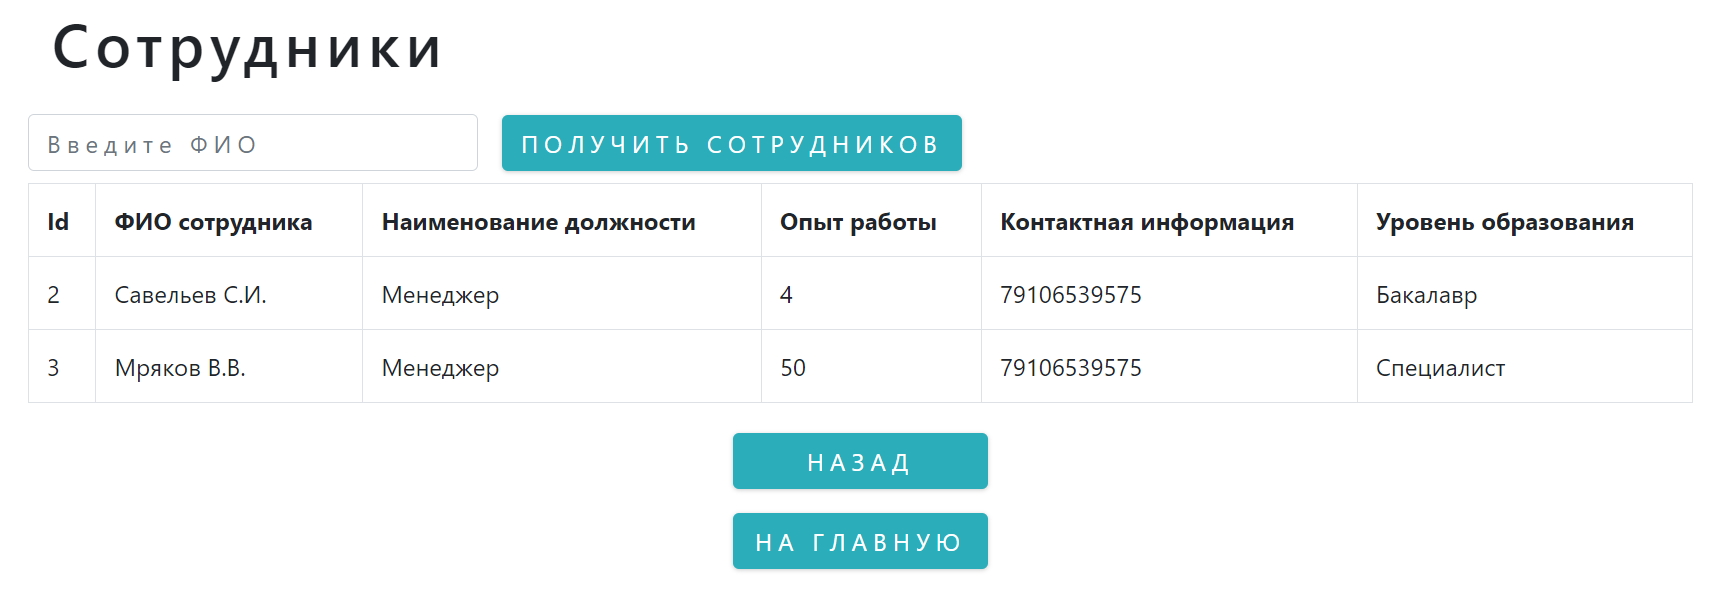 Сотрудники
Введите ФИО ПОЛУЧИТЬ СОТРУДНИКОВ
Id ФИО сотрудника Наименование должности Опыт работы Контактная информация Уровень образования
2 Савельев С.И. Менеджер 4 79106539575 Бакалавр
3 Мряков В.В. Менеджер 50 79106539575 Специалист
НАЗАД
НА ГЛАВНУЮ